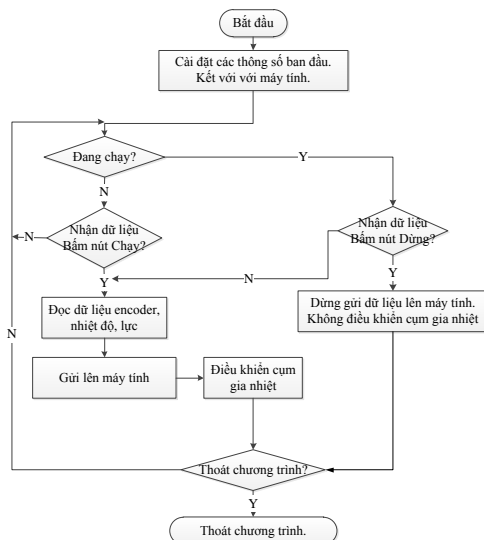 Bắt đầu
Cài đặt các thông số ban đầu.
Kết với với máy tính.
Đang chạy?
Y
N
Nhận dữ liệu
Bấm nút Chạy?
N
Nhận dữ liệu
Bấm nút Dừng?
N
Y
Y
Đọc dữ liệu encoder,
nhiệt độ, lực
Dừng gửi dữ liệu lên máy tính.
Không điều khiển cụm gia nhiệt
N
Gửi lên máy tính
Điều khiển cụm
gia nhiệt
Thoát chương trình?
Y
Thoát chương trình.